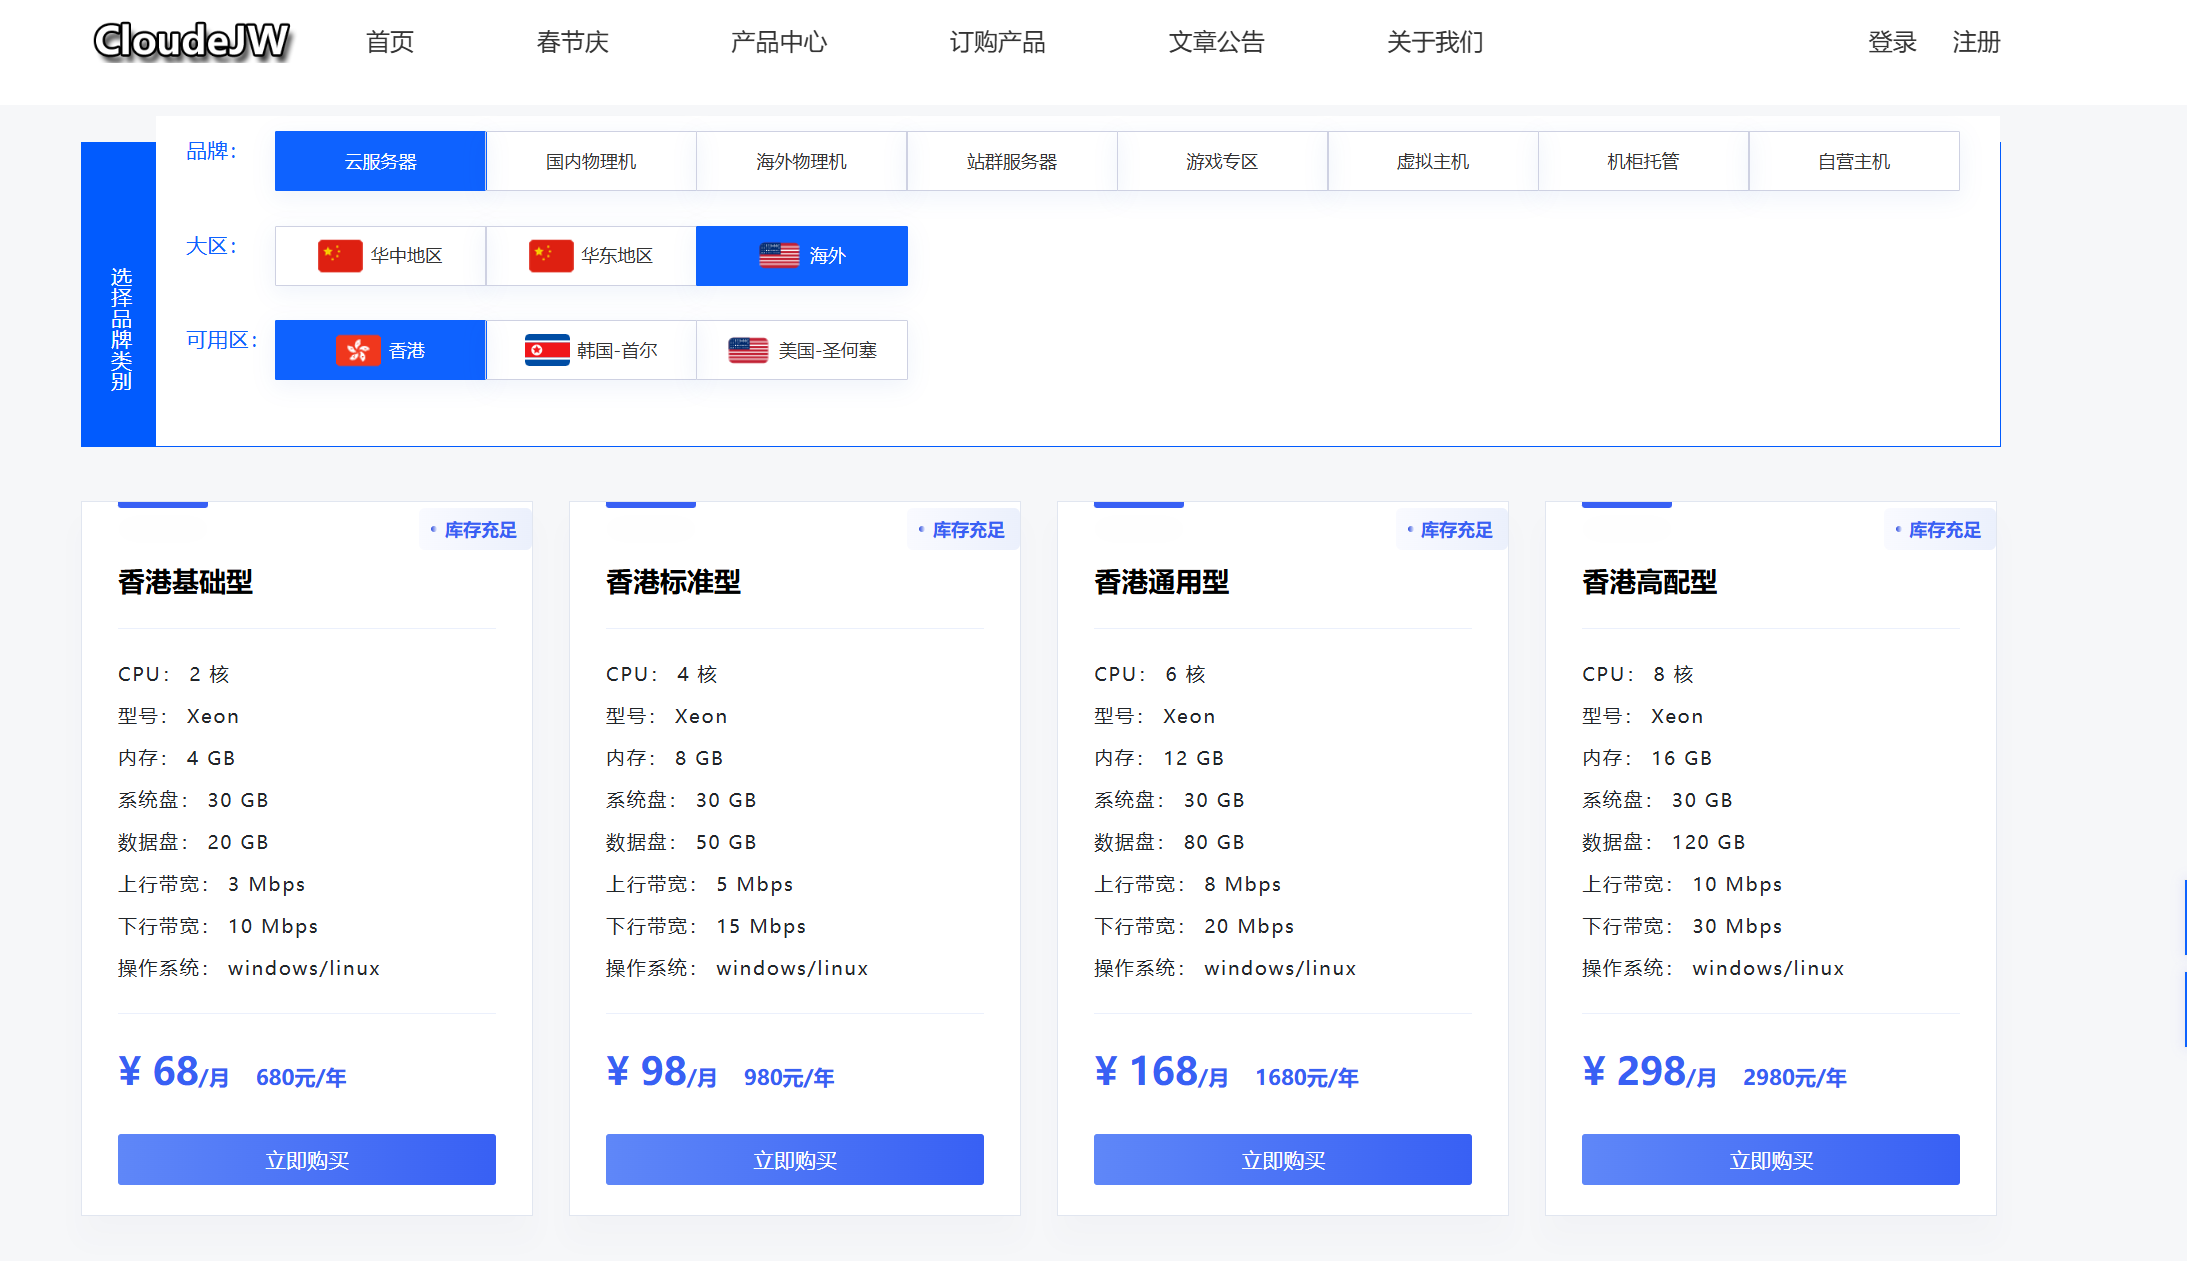 CloudeJW 首页 春节庆 产品中心 订购产品 文章公告 关于我们 登录 注册
选择品牌类别
品牌： 云服务器 国内物理机 海外物理机 站群服务器 游戏专区 虚拟主机 机柜托管 自营主机
大区： 华中地区 华东地区 海外
可用区： 香港 韩国-首尔 美国-圣何塞
库存充足
香港基础型
CPU： 2 核
型号： Xeon
内存： 4 GB
系统盘： 30 GB
数据盘： 20 GB
上行带宽： 3 Mbps
下行带宽： 10 Mbps
操作系统： windows/linux
¥ 68/月 680元/年
立即购买
库存充足
香港标准型
CPU： 4 核
型号： Xeon
内存： 8 GB
系统盘： 30 GB
数据盘： 50 GB
上行带宽： 5 Mbps
下行带宽： 15 Mbps
操作系统： windows/linux
¥ 98/月 980元/年
立即购买
库存充足
香港通用型
CPU： 6 核
型号： Xeon
内存： 12 GB
系统盘： 30 GB
数据盘： 80 GB
上行带宽： 8 Mbps
下行带宽： 20 Mbps
操作系统： windows/linux
¥ 168/月 1680元/年
立即购买
库存充足
香港高配型
CPU： 8 核
型号： Xeon
内存： 16 GB
系统盘： 30 GB
数据盘： 120 GB
上行带宽： 10 Mbps
下行带宽： 30 Mbps
操作系统： windows/linux
¥ 298/月 2980元/年
立即购买